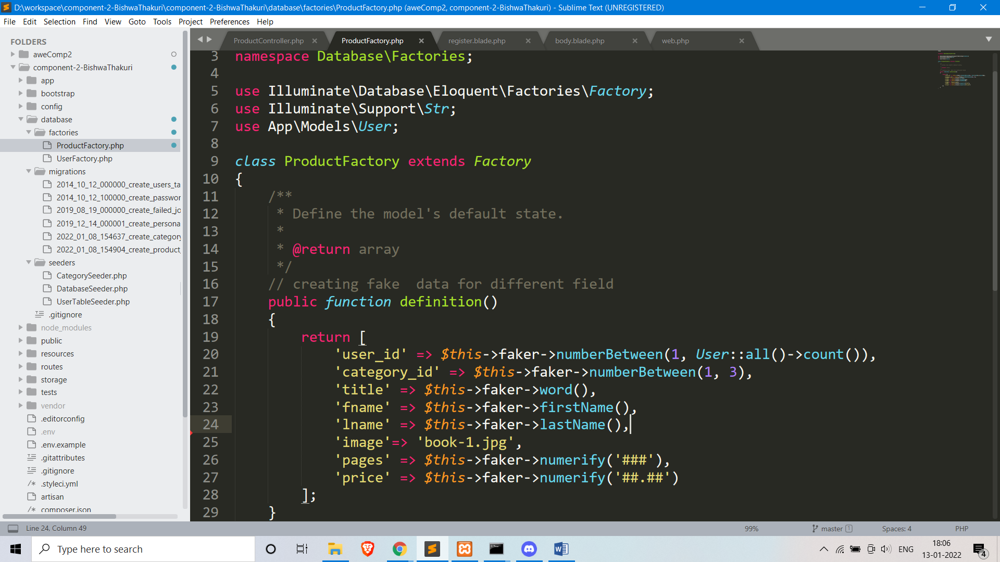 D:\workspace\component-2-BishwaThakuri\component-2-BishwaThakuri\database\factories\ProductFactory.php (aweComp2, component-2-BishwaThakuri) - Sublime Text (UNREGISTERED)
File Edit Selection Find View Goto Tools Project Preferences Help
FOLDERS
aweComp2
component-2-BishwaThakuri
app
bootstrap
config
database
factories
ProductFactory.php
UserFactory.php
migrations
2014_10_12_000000_create_users_ta
2014_10_12_100000_create_passwor
2019_08_19_000000_create_failed_jo
2019_12_14_000001_create_persona
2022_01_08_154637_create_category
2022_01_08_154904_create_product_
seeders
CategorySeeder.php
DatabaseSeeder.php
UserTableSeeder.php
.gitignore
node_modules
public
resources
routes
storage
tests
vendor
.editorconfig
.env
.env.example
.gitattributes
.gitignore
.styleci.yml
artisan
composer.json
ProductController.php ProductFactory.php register.blade.php body.blade.php web.php
3 namespace Database\Factories;
4
5 use Illuminate\Database\Eloquent\Factories\Factory;
6 use Illuminate\Support\Str;
7 use App\Models\User;
8
9 class ProductFactory extends Factory
10 {
11 /**
12 * Define the model's default state.
13 *
14 * @return array
15 */
16 // creating fake  data for different field
17 public function definition()
18 {
19 return [
20 'user_id' => $this->faker->numberBetween(1, User::all()->count()),
21 'category_id' => $this->faker->numberBetween(1, 3),
22 'title' => $this->faker->word(),
23 'fname' => $this->faker->firstName(),
24 'lname' => $this->faker->lastName(),
25 'image'=> 'book-1.jpg',
26 'pages' => $this->faker->numerify('###'),
27 'price' => $this->faker->numerify('##.##')
28 ];
29 }
Line 24, Column 49 99% master 1 Spaces: 4 PHP
Type here to search
ENG
18:06
13-01-2022
4